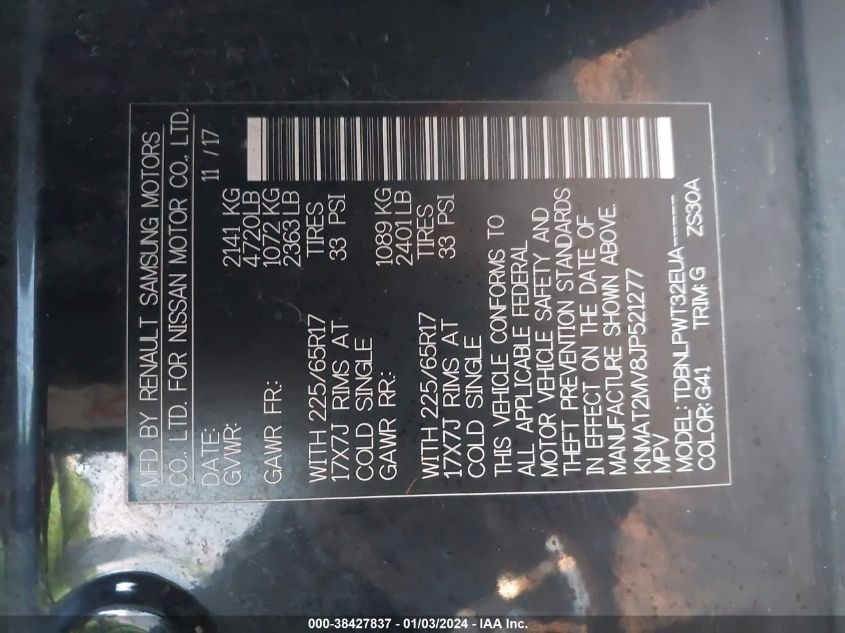 MFD BY RENAULT SAMSUNG MOTORS
CO., LTD. FOR NISSAN MOTOR CO., LTD.
DATE: 11 / 17
GVWR: 2141 KG
4720LB
GAWR FR.: 1072 KG
2363 LB
WITH 225/65R17 TIRES
17X7J RIMS AT 33 PSI
COLD SINGLE
GAWR RR.: 1089 KG
2401 LB
WITH 225/65R17 TIRES
17X7J RIMS AT 33 PSI
COLD SINGLE
THIS VEHICLE CONFORMS TO
ALL APPLICABLE FEDERAL
MOTOR VEHICLE SAFETY AND
THEFT PREVENTION STANDARDS
IN EFFECT ON THE DATE OF
MANUFACTURE SHOWN ABOVE.
KNMAT2MV8JP521277
MPV
MODEL: TDBNLPWT32EUA-----
COLOR: G41 TRIM: G ZS30A
000-38427837 - 01/03/2024 - IAA Inc.